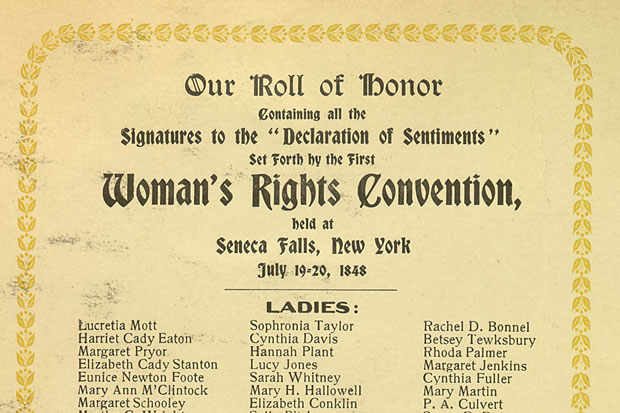 Our Roll of Honor
Containing all the
Signatures to the "Declaration of Sentiments"
Set Forth by the First
Woman's Rights Convention,
held at
Seneca Falls, New York
July 19-20, 1848
LADIES:
Lucretia Mott Sophronia Taylor Rachel D. Bonnel
Harriet Cady Eaton Cynthia Davis Betsey Tewksbury
Margaret Pryor Hannah Plant Rhoda Palmer
Elizabeth Cady Stanton Lucy Jones Margaret Jenkins
Eunice Newton Foote Sarah Whitney Cynthia Fuller
Mary Ann M'Clintock Mary H. Hallowell Mary Martin
Margaret Schooley Elizabeth Conklin P. A. Culvert